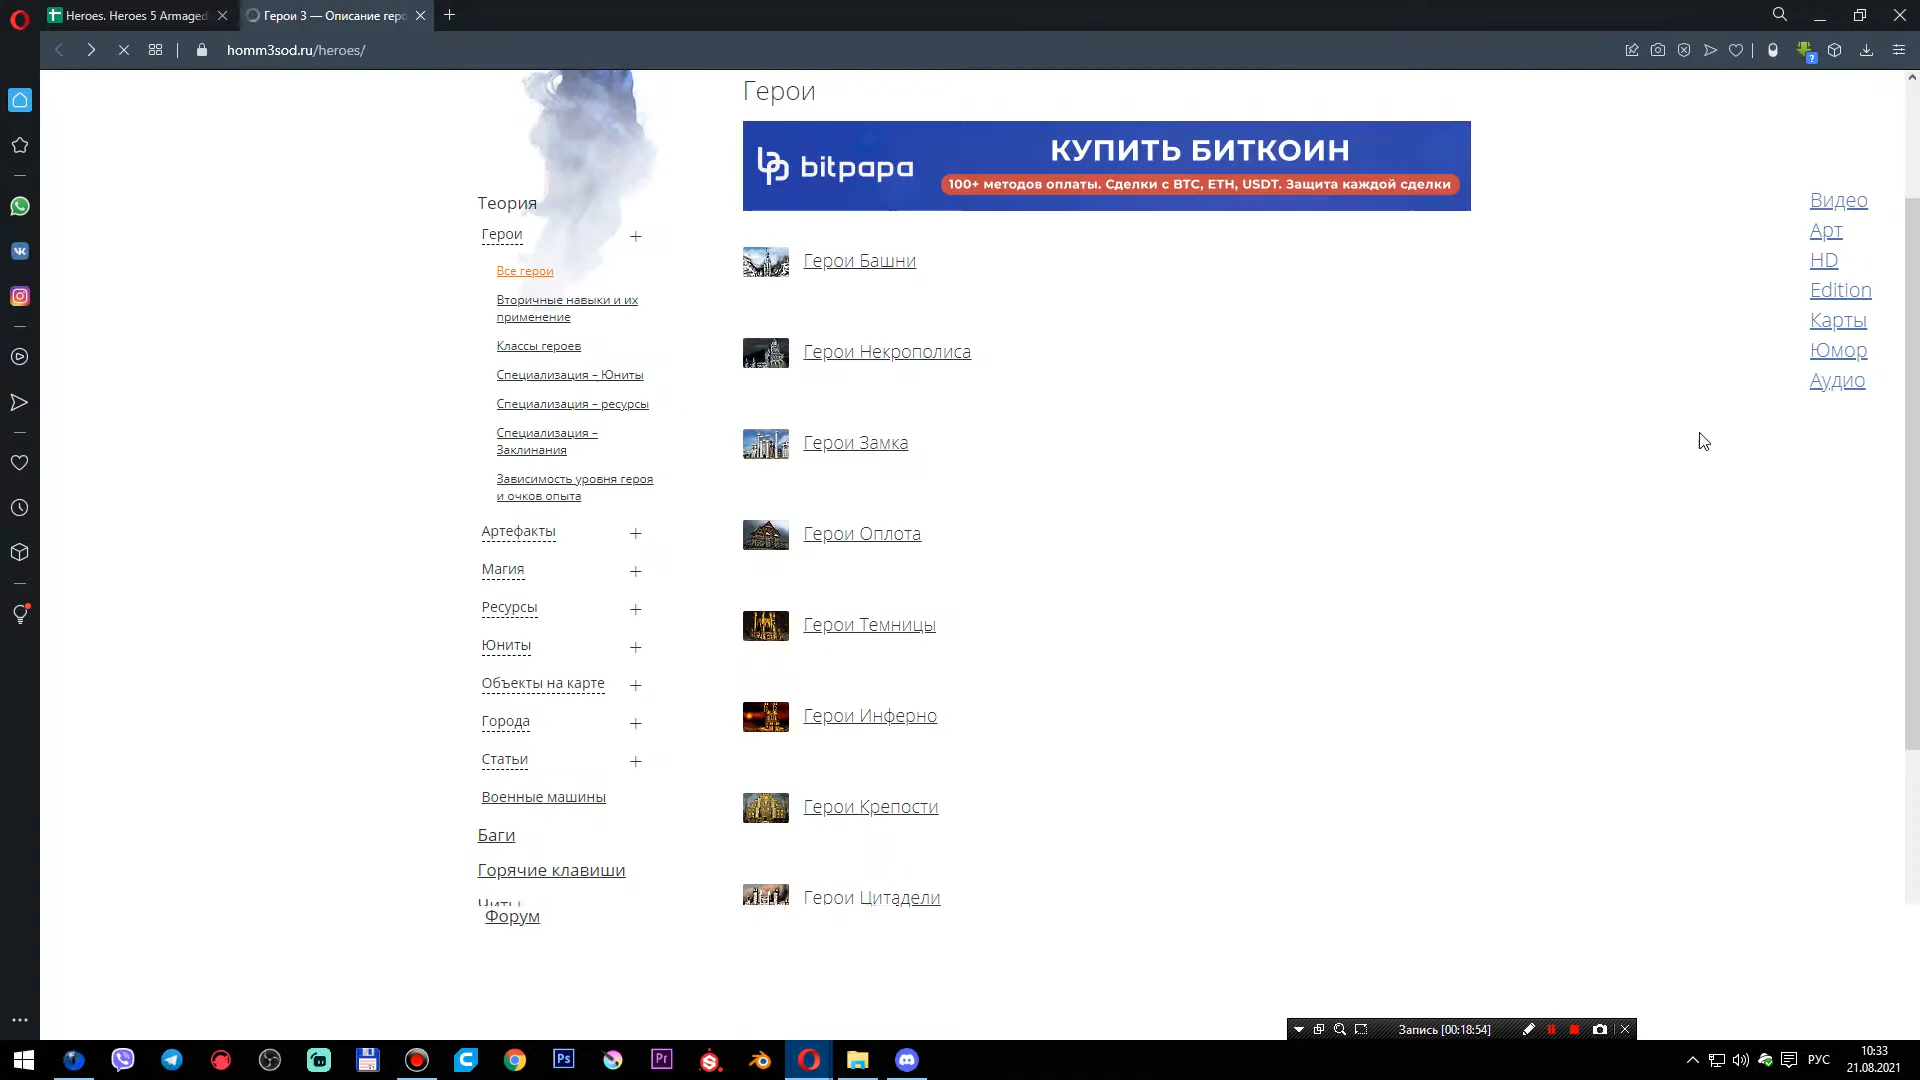 Heroes. Heroes 5 Armaged
Герои 3 — Описание геро
homm3sod.ru/heroes/
Герои
bitpapa
КУПИТЬ БИТКОИН
100+ методов оплаты. Сделки с BTC, ETH, USDT. Защита каждой сделки
Теория
Герои
Все герои
Вторичные навыки и их
применение
Классы героев
Специализация – Юниты
Специализация – ресурсы
Специализация –
Заклинания
Зависимость уровня героя
и очков опыта
Артефакты
Магия
Ресурсы
Юниты
Объекты на карте
Города
Статьи
Военные машины
Баги
Горячие клавиши
Читы
Форум
Герои Башни
Герои Некрополиса
Герои Замка
Герои Оплота
Герои Темницы
Герои Инферно
Герои Крепости
Герои Цитадели
Видео
Арт
HD
Edition
Карты
Юмор
Аудио
Запись [00:18:54]
Ps
Pr
РУС
10:33
21.08.2021